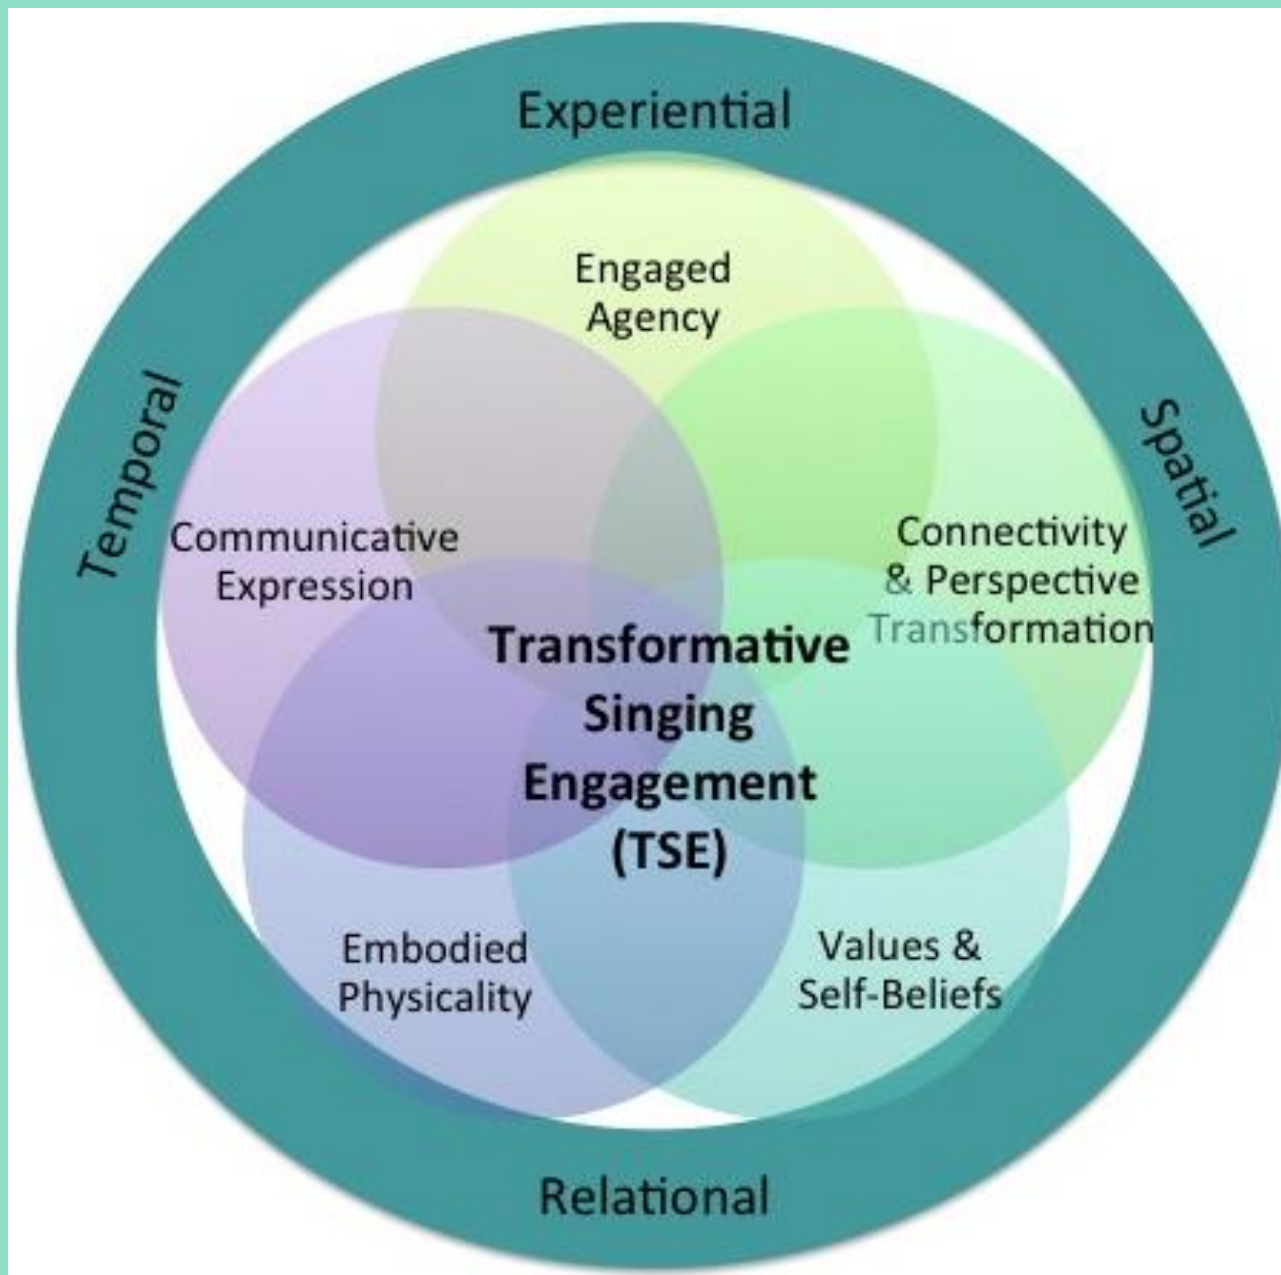 Experiential
Engaged
Agency
Temporal
Spatial
Communicative
Expression
Connectivity
& Perspective
Transformation
Transformative
Singing
Engagement
(TSE)
Embodied
Physicality
Values &
Self-Beliefs
Relational